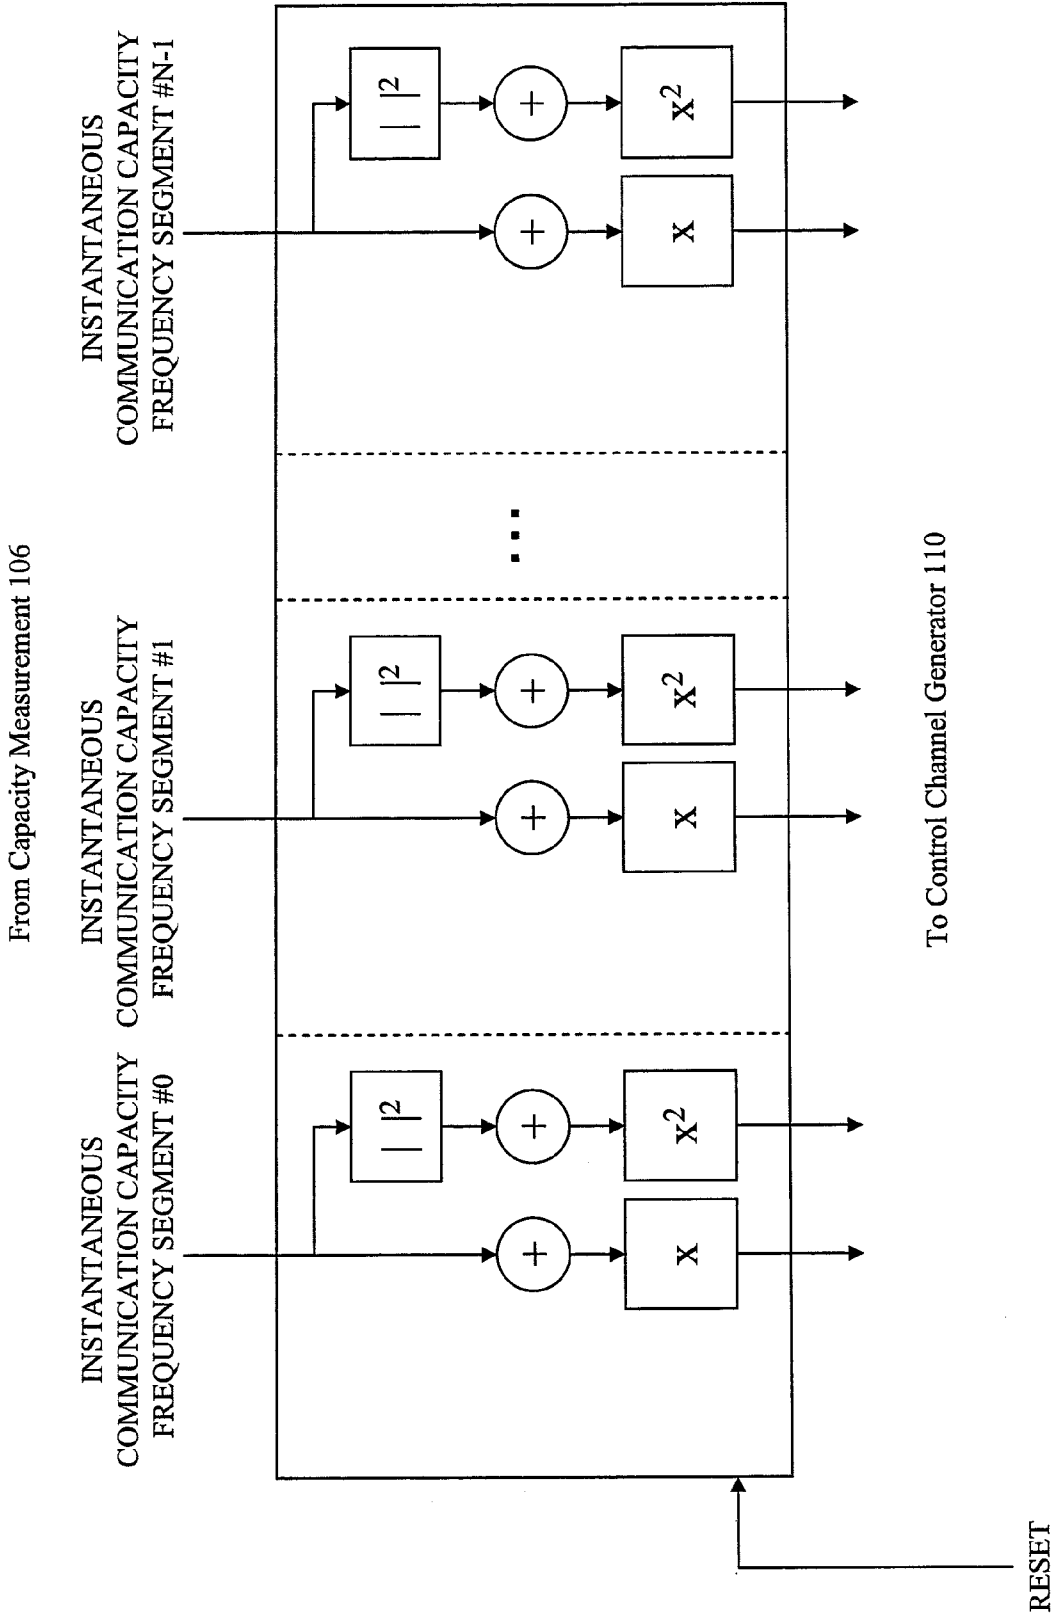 From Capacity Measurement 106
INSTANTANEOUS
COMMUNICATION CAPACITY
FREQUENCY SEGMENT #0
INSTANTANEOUS
COMMUNICATION CAPACITY
FREQUENCY SEGMENT #1
INSTANTANEOUS
COMMUNICATION CAPACITY
FREQUENCY SEGMENT #N-1
| |²
| |²
| |²
+
+
+
+
+
+
...
X
X²
X
X²
X
X²
RESET
To Control Channel Generator 110